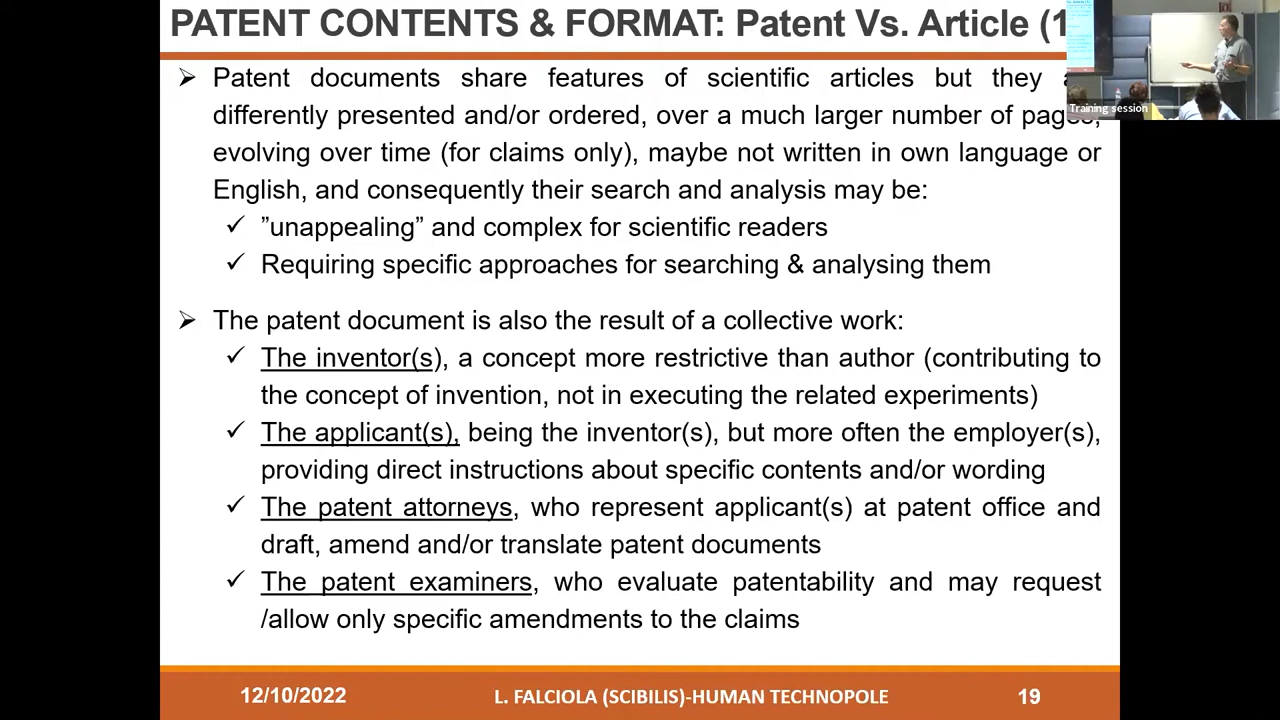 PATENT CONTENTS & FORMAT: Patent Vs. Article (1
Patent documents share features of scientific articles but they
differently presented and/or ordered, over a much larger number of pages,
evolving over time (for claims only), maybe not written in own language or
English, and consequently their search and analysis may be:
”unappealing” and complex for scientific readers
Requiring specific approaches for searching & analysing them
The patent document is also the result of a collective work:
The inventor(s), a concept more restrictive than author (contributing to
the concept of invention, not in executing the related experiments)
The applicant(s), being the inventor(s), but more often the employer(s),
providing direct instructions about specific contents and/or wording
The patent attorneys, who represent applicant(s) at patent office and
draft, amend and/or translate patent documents
The patent examiners, who evaluate patentability and may request
/allow only specific amendments to the claims
12/10/2022
L. FALCIOLA (SCIBILIS)-HUMAN TECHNOPOLE
19
Training session